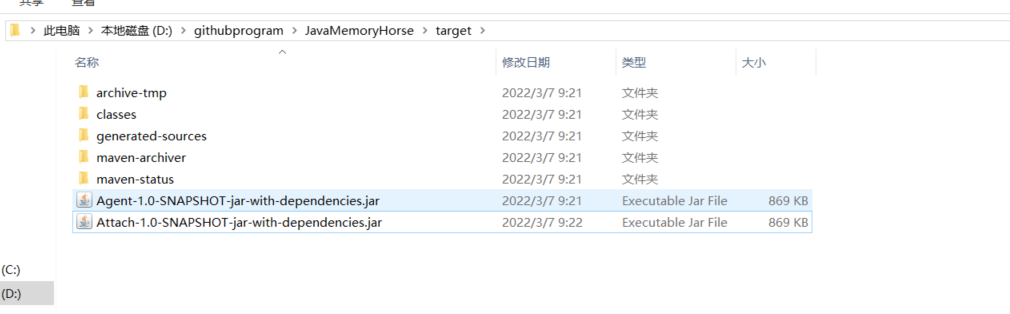 共享 查看
此电脑 > 本地磁盘 (D:) > githubprogram > JavaMemoryHorse > target >
名称 修改日期 类型 大小
archive-tmp 2022/3/7 9:21 文件夹
classes 2022/3/7 9:21 文件夹
generated-sources 2022/3/7 9:21 文件夹
maven-archiver 2022/3/7 9:21 文件夹
maven-status 2022/3/7 9:21 文件夹
Agent-1.0-SNAPSHOT-jar-with-dependencies.jar 2022/3/7 9:21 Executable Jar File 869 KB
Attach-1.0-SNAPSHOT-jar-with-dependencies.jar 2022/3/7 9:22 Executable Jar File 869 KB
(C:)
(D:)